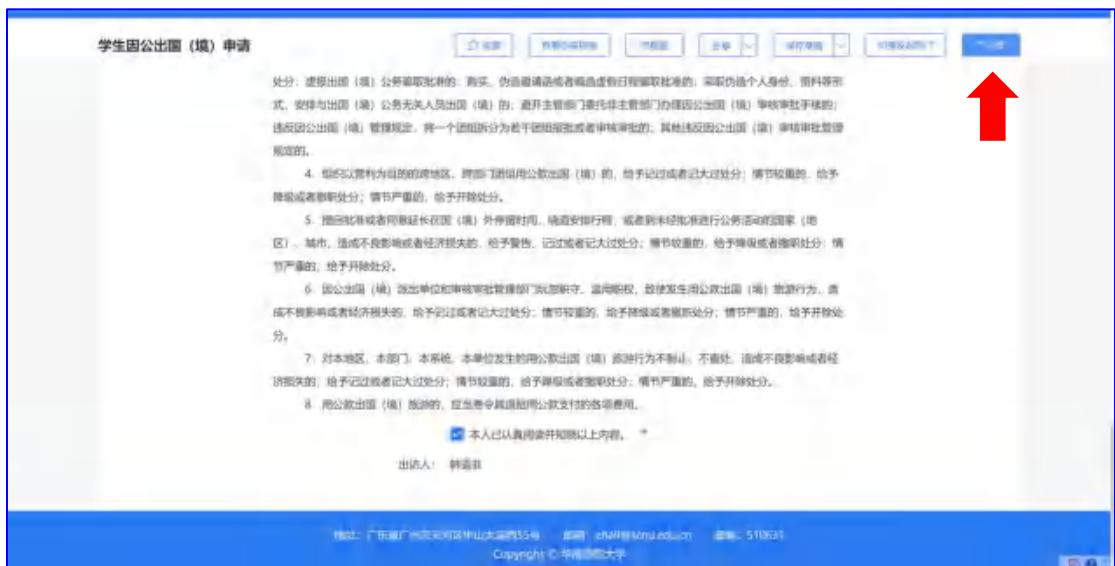 学生因公出国（境）申请
收藏
流程图
分享
保存草稿
处分：虚报出国（境）公务骗取批准的，购买、伪造邀请函或者编造虚假日程骗取批准的，采取伪造个人身份、资料等形
式，安排与出国（境）公务无关人员出国（境）的；避开主管部门委托非主管部门办理因公出国（境）审核审批手续的；
违反因公出国（境）管理规定，将一个团组拆分为若干团组报批或者审核审批的；其他违反因公出国（境）审核审批管理
规定的。
4. 组织以营利为目的的跨地区、跨部门团组用公款出国（境）的，给予记过或者记大过处分；情节较重的，给予
降级或者撤职处分；情节严重的，给予开除处分。
5. 擅自批准或者同意延长在国（境）外停留时间、绕道安排行程，或者到未经批准进行公务活动的国家（地
区）、城市，造成不良影响或者经济损失的，给予警告、记过或者记大过处分；情节较重的，给予降级或者撤职处分；情
节严重的，给予开除处分。
6. 因公出国（境）派出单位和审核审批管理部门玩忽职守、滥用职权，致使发生用公款出国（境）旅游行为，造
成不良影响或者经济损失的，给予记过或者记大过处分；情节较重的，给予降级或者撤职处分；情节严重的，给予开除处
分。
7. 对本地区、本部门、本系统、本单位发生的用公款出国（境）旅游行为不制止、不查处，造成不良影响或者经
济损失的，给予记过或者记大过处分；情节较重的，给予降级或者撤职处分；情节严重的，给予开除处分。
8. 用公款出国（境）旅游的，应当责令其退赔用公款支付的各项费用。
本人已认真阅读并知晓以上内容。 *
出访人：
地址：广东省广州市天河区中山大道西55号 邮箱： 邮编：510631
Copyright © 华南师范大学